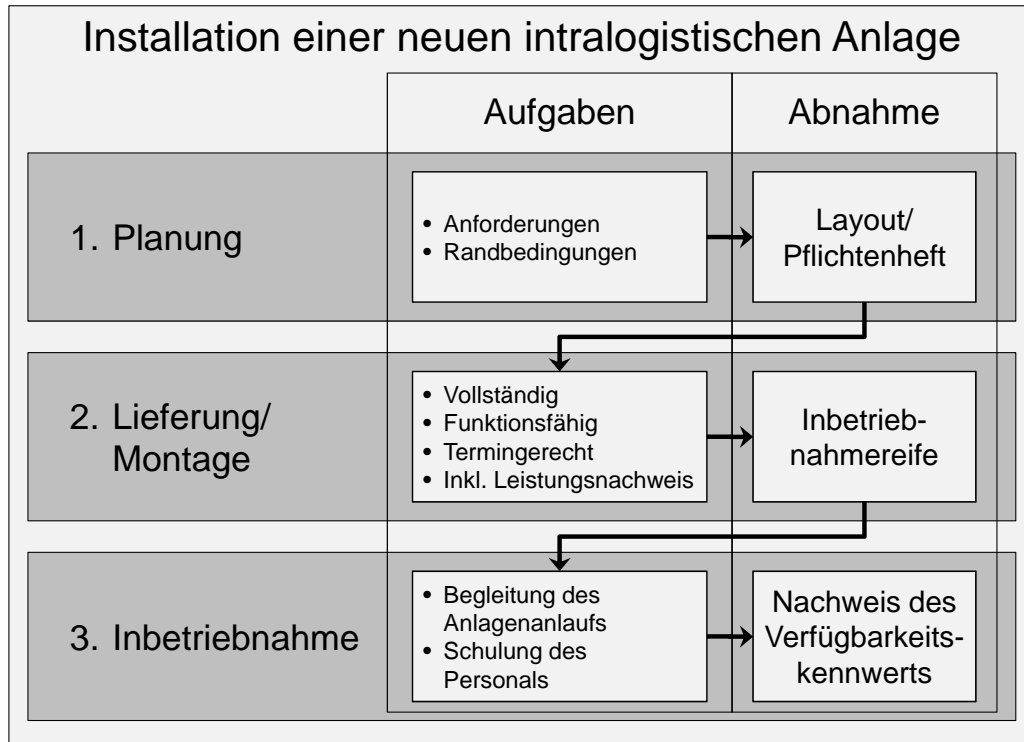 Installation einer neuen intralogistischen Anlage
Aufgaben
Abnahme
1. Planung
• Anforderungen
• Randbedingungen
Layout/
Pflichtenheft
2. Lieferung/
Montage
• Vollständig
• Funktionsfähig
• Termingerecht
• Inkl. Leistungsnachweis
Inbetrieb-
nahmereife
3. Inbetriebnahme
• Begleitung des
Anlagenanlaufs
• Schulung des
Personals
Nachweis des
Verfügbarkeits-
kennwerts